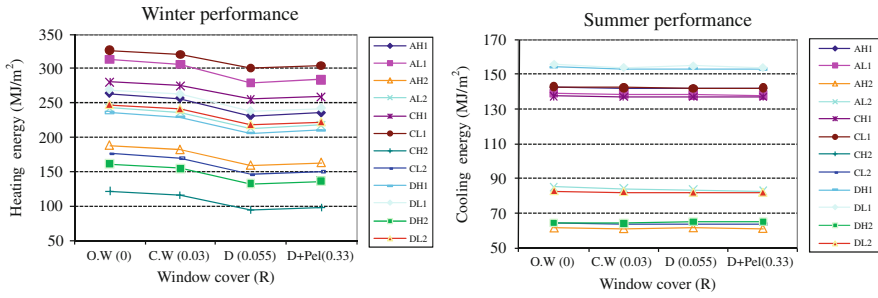 Winter performance
Heating energy (MJ/m²)
350
300
250
200
150
100
50
O.W (0) C.W (0.03) D (0.055) D+Pel(0.33)
Window cover (R)
AH1
AL1
AH2
AL2
CH1
CL1
CH2
CL2
DH1
DL1
DH2
DL2
Summer performance
Cooling energy (MJ/m²)
170
150
130
110
90
70
50
O.W (0) C.W (0.03) D (0.055) D+Pel(0.33)
Window cover (R)
AH1
AL1
AH2
AL2
CH1
CL1
CH2
CL2
DH1
DL1
DH2
DL2